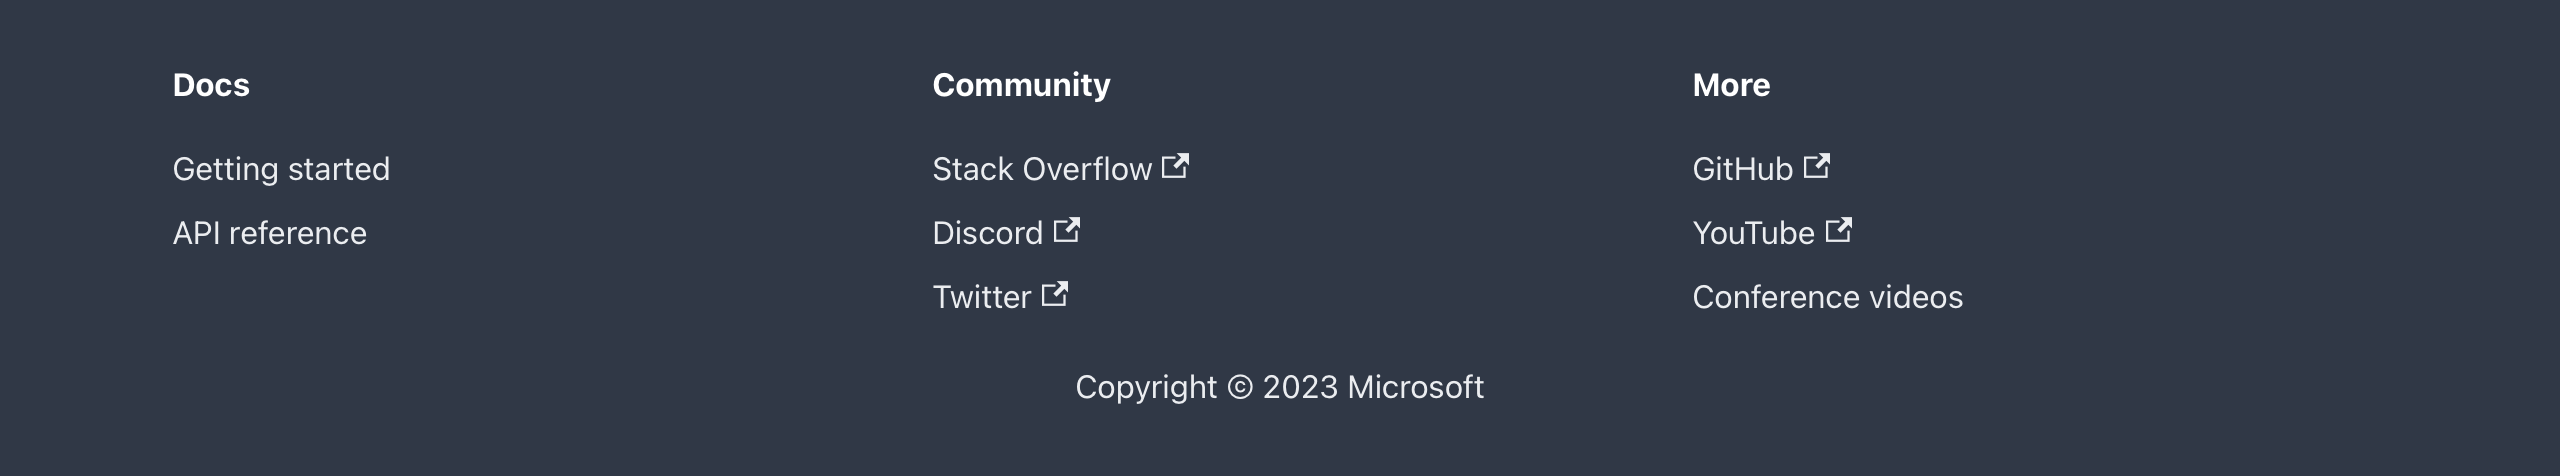 Docs
Getting started
API reference
Community
Stack Overflow
Discord
Twitter
More
GitHub
YouTube
Conference videos
Copyright © 2023 Microsoft